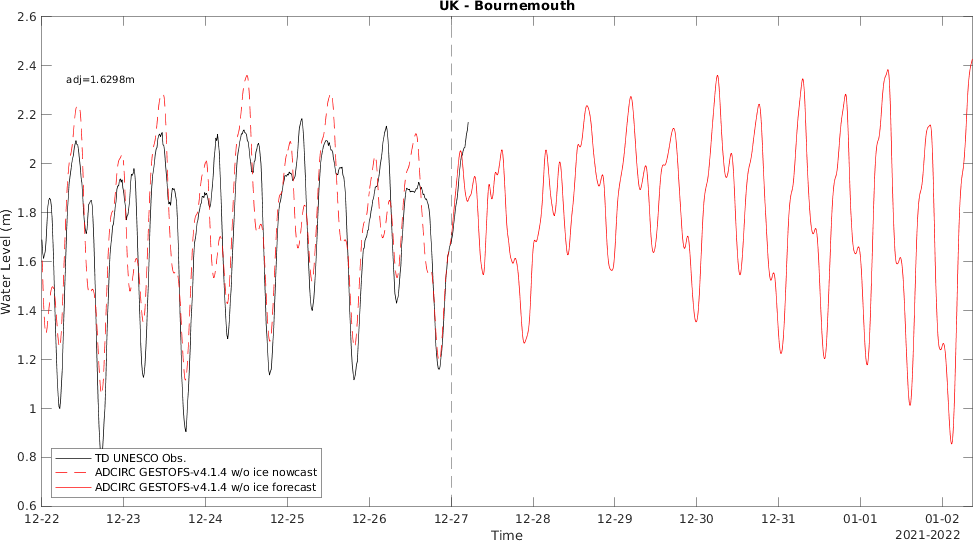 UK - Bournemouth
2.6
2.4
adj=1.6298m
2.2
2
1.8
1.6
1.4
1.2
1
0.8
0.6
Water Level (m)
TD UNESCO Obs.
ADCIRC GESTOFS-v4.1.4 w/o ice nowcast
ADCIRC GESTOFS-v4.1.4 w/o ice forecast
12-22 12-23 12-24 12-25 12-26 12-27 12-28 12-29 12-30 12-31 01-01 01-02
Time
2021-2022